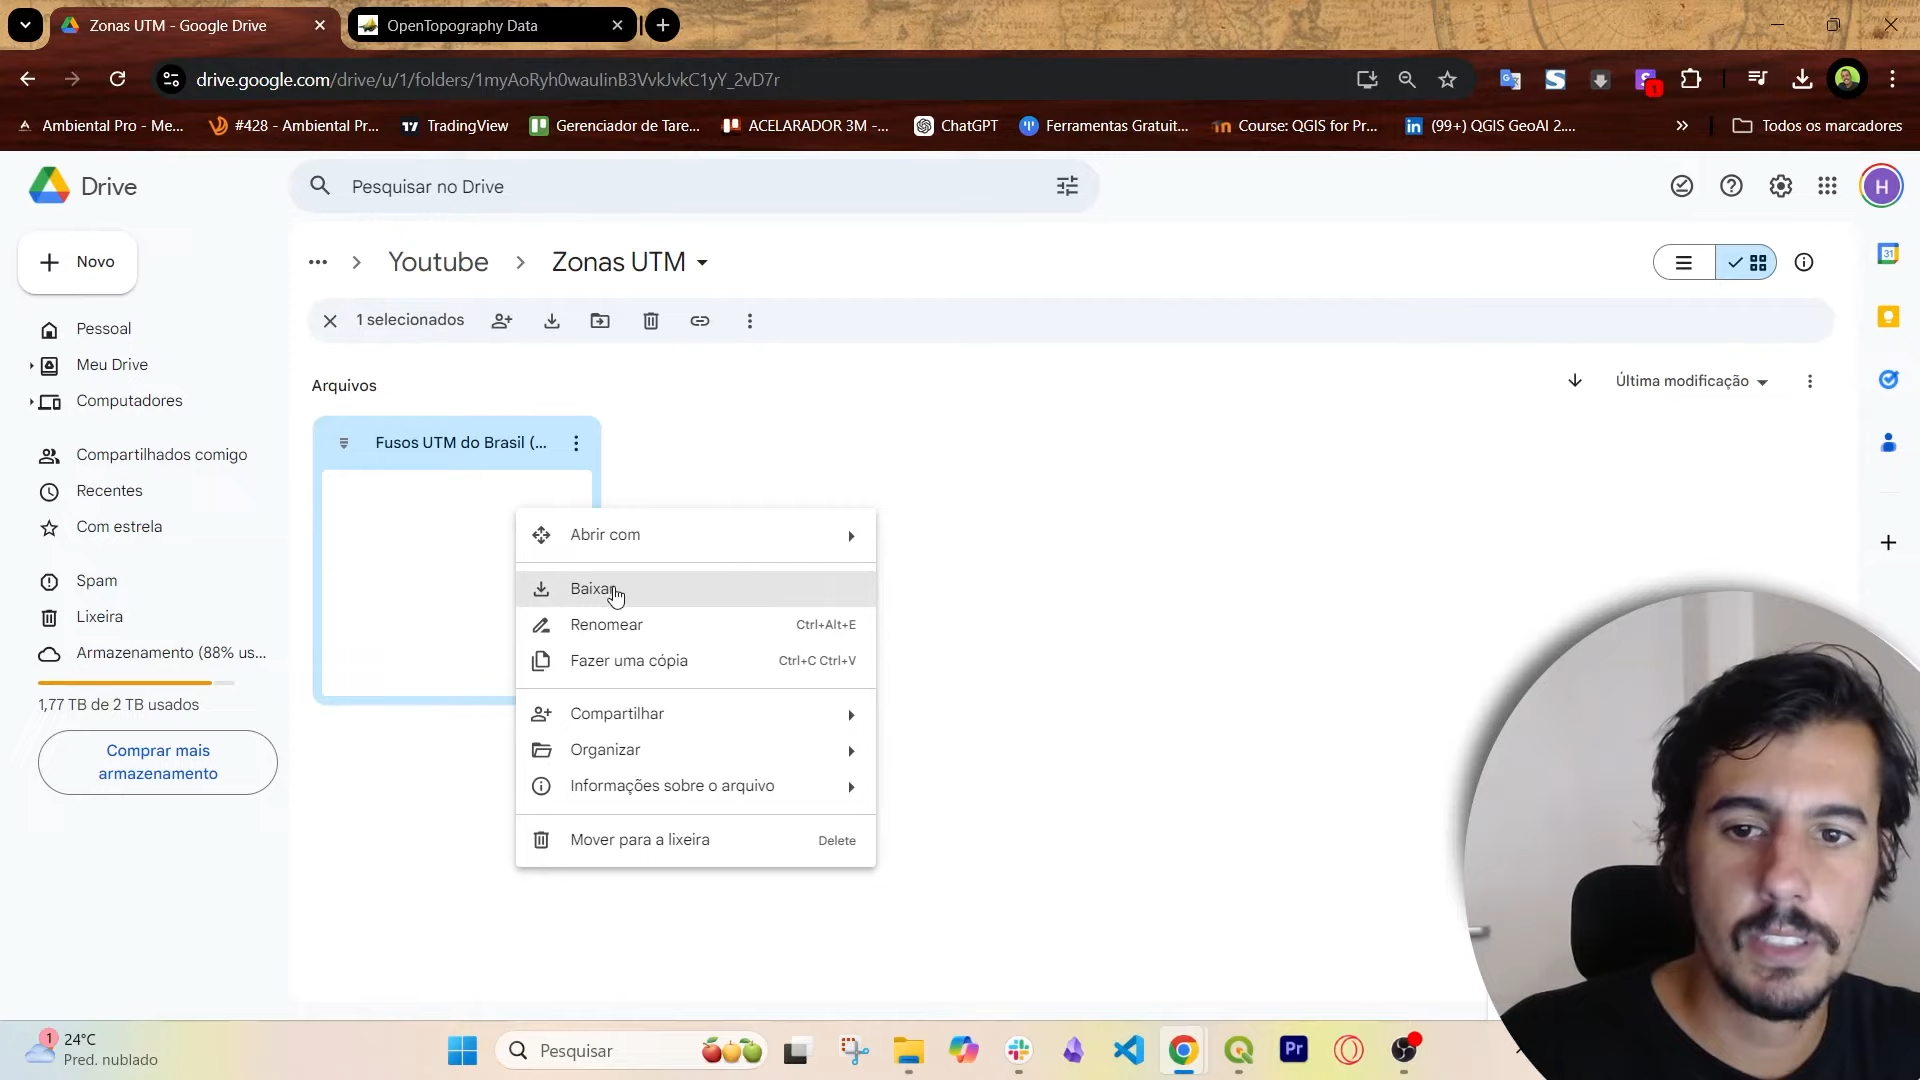 Zonas UTM - Google Drive
OpenTopography Data
drive.google.com/drive/u/1/folders/1myAoRyh0waulinB3VvkJvkC1yY_2vD7r
1
Ambiental Pro - Me...
#428 - Ambiental Pr...
TradingView
Gerenciador de Tare...
ACELARADOR 3M -...
ChatGPT
Ferramentas Gratuit...
Course: QGIS for Pr...
(99+) QGIS GeoAI 2....
Todos os marcadores
Drive
Pesquisar no Drive
H
Novo
Youtube
Zonas UTM
31
1 selecionados
Pessoal
Meu Drive
Computadores
Compartilhados comigo
Recentes
Com estrela
Spam
Lixeira
Armazenamento (88% us...
1,77 TB de 2 TB usados
Comprar mais
armazenamento
Arquivos
Última modificação
Fusos UTM do Brasil (...
Abrir com
Baixar
Renomear
Ctrl+Alt+E
Fazer uma cópia
Ctrl+C Ctrl+V
Compartilhar
Organizar
Informações sobre o arquivo
Mover para a lixeira
Delete
1
24°C
Pred. nublado
Pesquisar
Pr